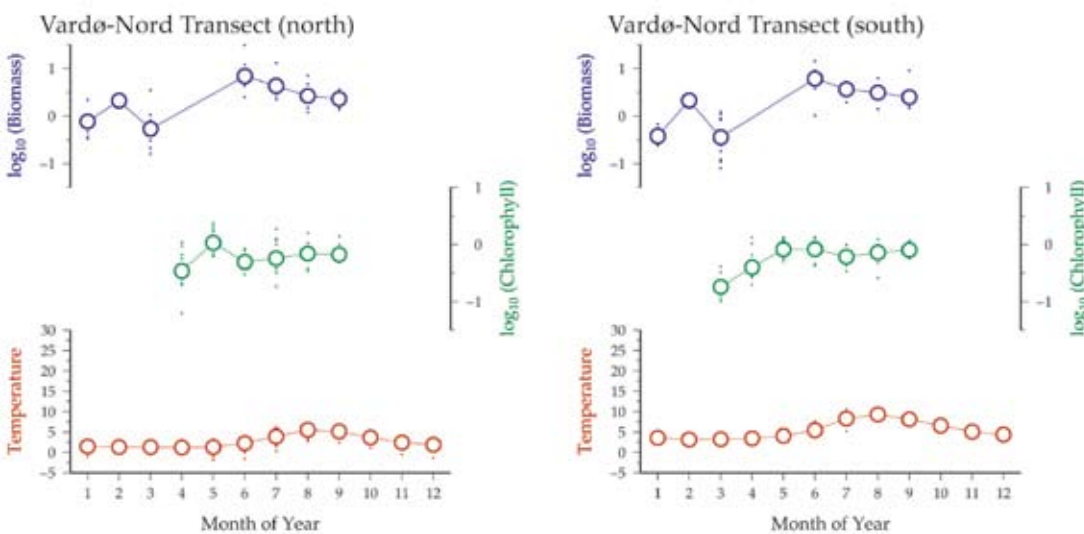 Vardø-Nord Transect (north)
log10 (Biomass)
1
0
−1
1
0
−1
log10 (Chlorophyll)
Temperature
30
25
20
15
10
5
0
−5
1 2 3 4 5 6 7 8 9 10 11 12
Month of Year
Vardø-Nord Transect (south)
log10 (Biomass)
1
0
−1
1
0
−1
log10 (Chlorophyll)
Temperature
30
25
20
15
10
5
0
−5
1 2 3 4 5 6 7 8 9 10 11 12
Month of Year